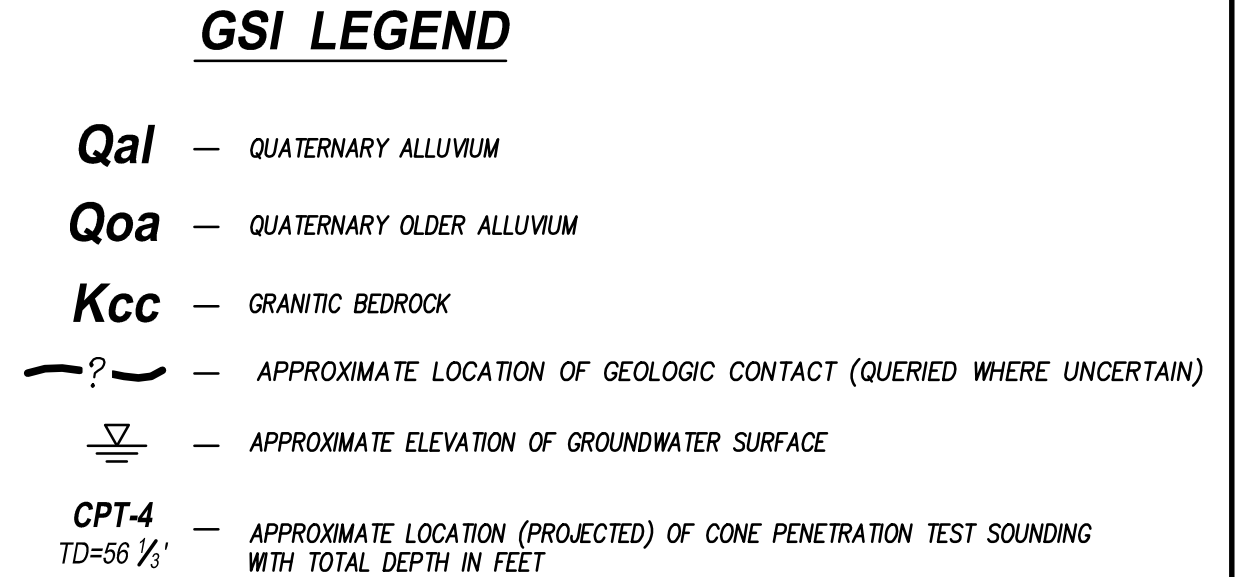 GSI LEGEND
Qal — QUATERNARY ALLUVIUM
Qoa — QUATERNARY OLDER ALLUVIUM
Kcc — GRANITIC BEDROCK
? — APPROXIMATE LOCATION OF GEOLOGIC CONTACT (QUERIED WHERE UNCERTAIN)
— APPROXIMATE ELEVATION OF GROUNDWATER SURFACE
CPT-4 — APPROXIMATE LOCATION (PROJECTED) OF CONE PENETRATION TEST SOUNDING
TD=56 1/3' WITH TOTAL DEPTH IN FEET